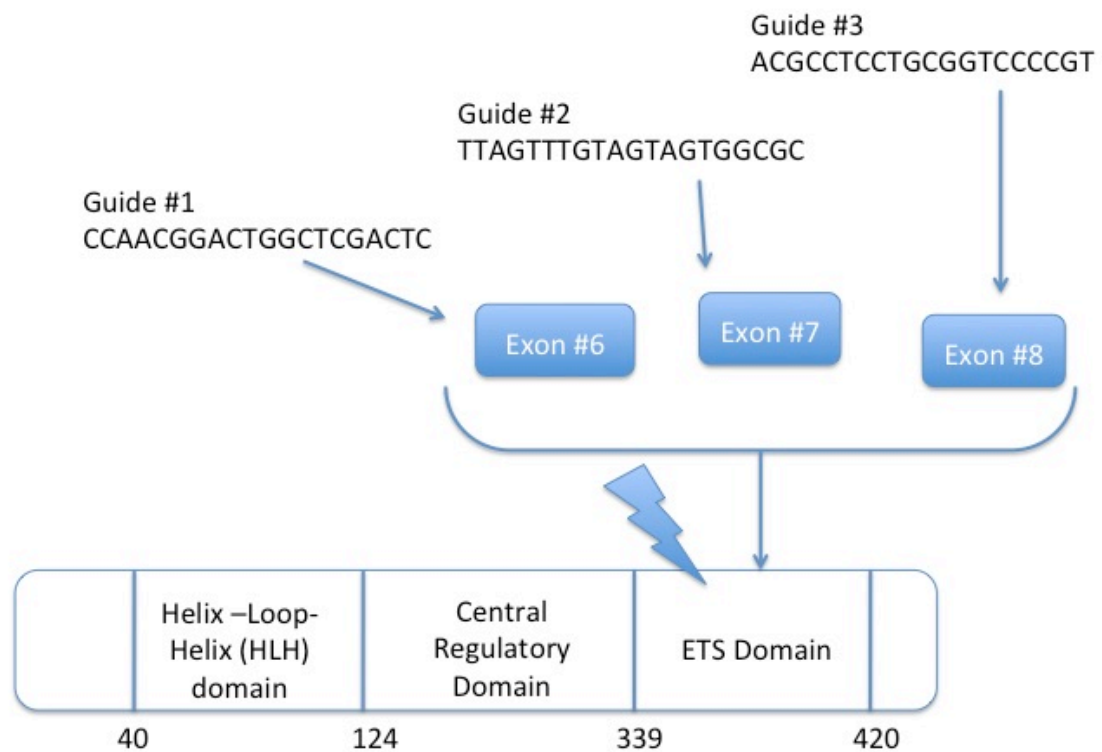 Guide #3
ACGCCTCCTGCGGTCCCCGT
Guide #2
TTAGTTTGTAGTAGTGGCGC
Guide #1
CCAACGGACTGGCTCGACTC
Exon #6
Exon #7
Exon #8
Helix –Loop-
Helix (HLH)
domain
Central
Regulatory
Domain
ETS Domain
40
124
339
420